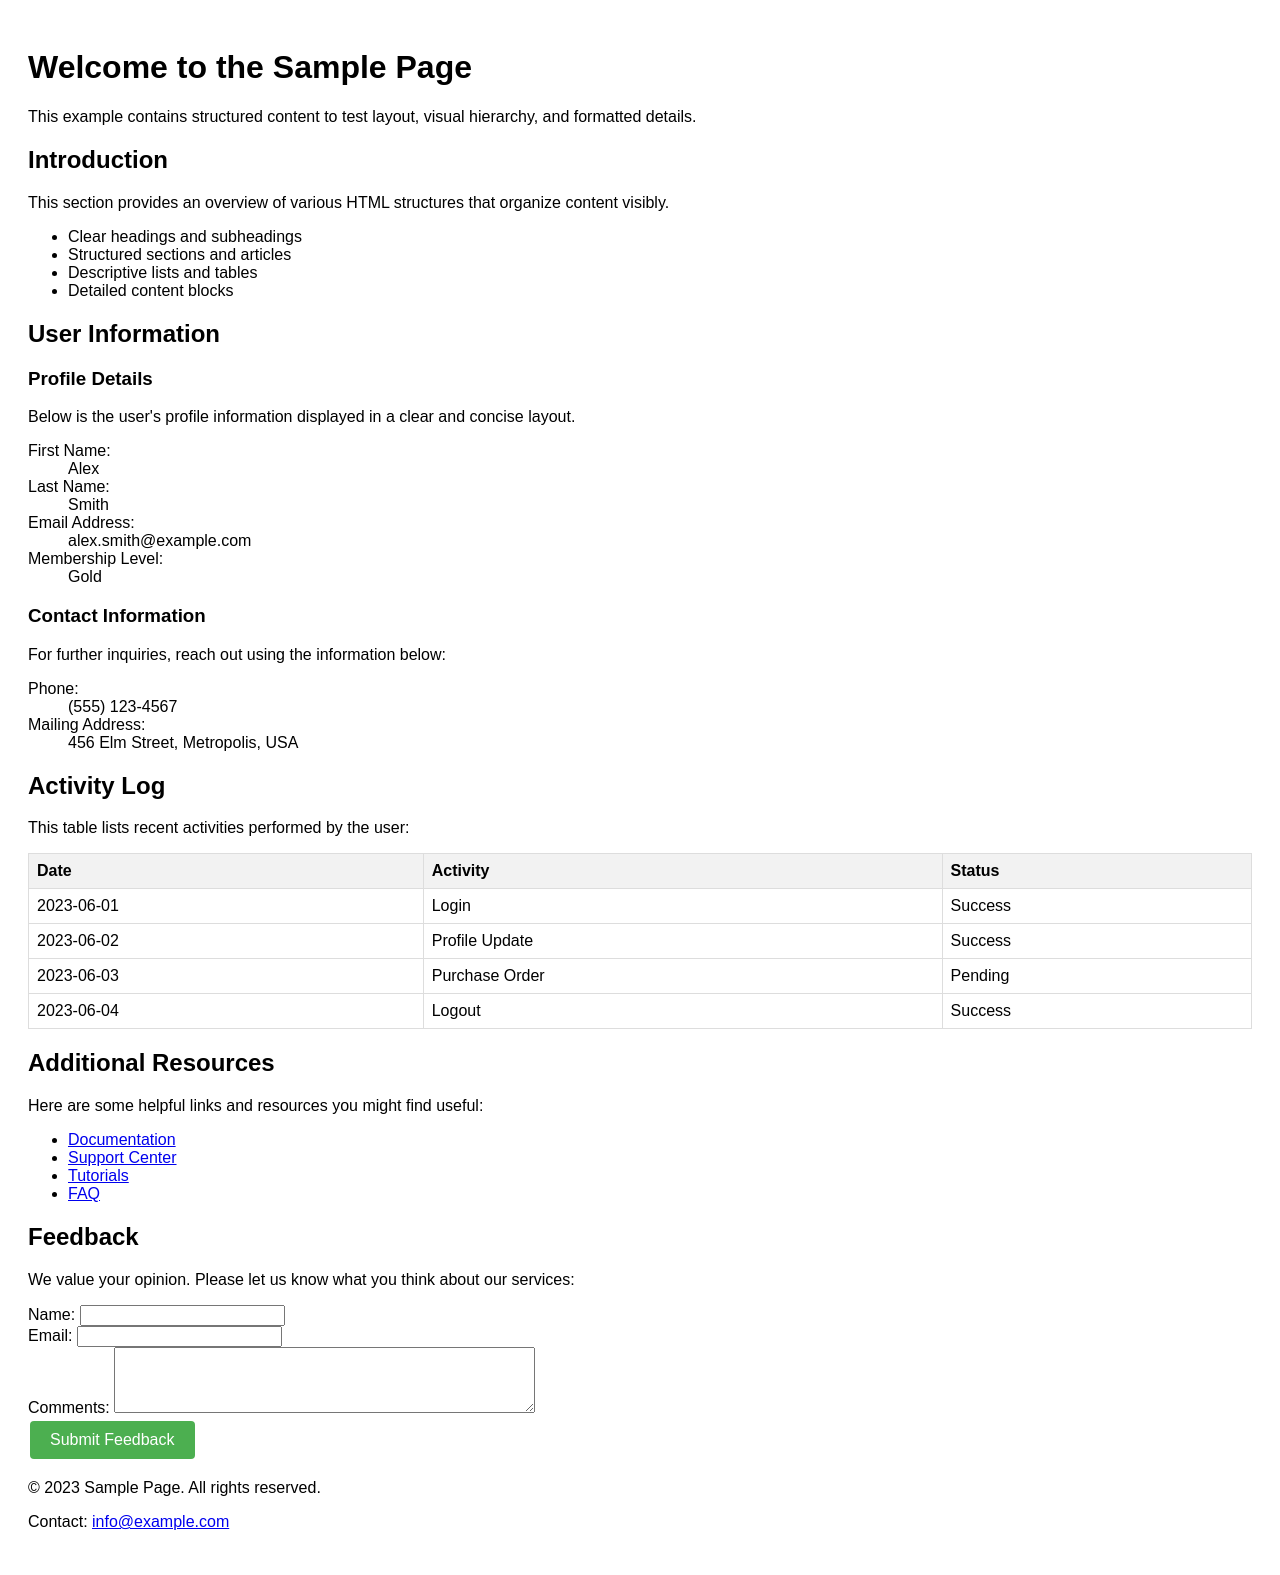 Welcome to the Sample Page
This example contains structured content to test layout, visual hierarchy, and formatted details.
Introduction
This section provides an overview of various HTML structures that organize content visibly.
Clear headings and subheadings
Structured sections and articles
Descriptive lists and tables
Detailed content blocks
User Information
Profile Details
Below is the user's profile information displayed in a clear and concise layout.
First Name:
Alex
Last Name:
Smith
Email Address:
alex.smith@example.com
Membership Level:
Gold
Contact Information
For further inquiries, reach out using the information below:
Phone:
(555) 123-4567
Mailing Address:
456 Elm Street, Metropolis, USA
Activity Log
This table lists recent activities performed by the user:
Date Activity Status
2023-06-01 Login Success
2023-06-02 Profile Update Success
2023-06-03 Purchase Order Pending
2023-06-04 Logout Success
Additional Resources
Here are some helpful links and resources you might find useful:
Documentation
Support Center
Tutorials
FAQ
Feedback
We value your opinion. Please let us know what you think about our services:
Name:
Email:
Comments:
Submit Feedback
© 2023 Sample Page. All rights reserved.
Contact: info@example.com